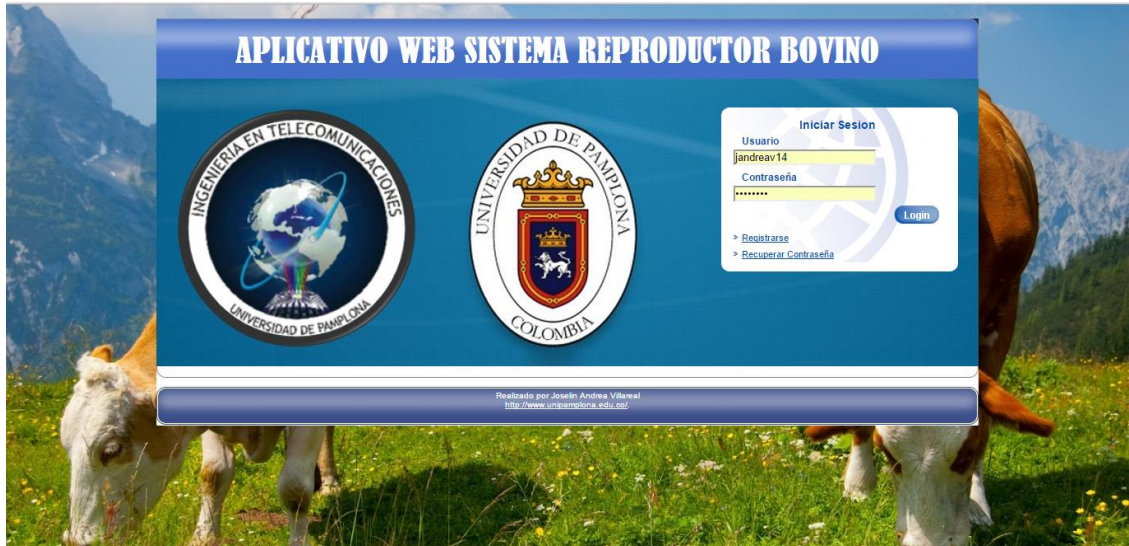 APLICATIVO WEB SISTEMA REPRODUCTOR BOVINO
INGENIERIA EN TELECOMUNICACIONES
UNIVERSIDAD DE PAMPLONA
UNIVERSIDAD DE PAMPLONA
COLOMBIA
Iniciar Sesion
Usuario
jandreav14
Contraseña
••••••••
Login
» Registrarse
» Recuperar Contraseña
Realizado por Joselin Andrea Villareal
http://www.unipamplona.edu.co/